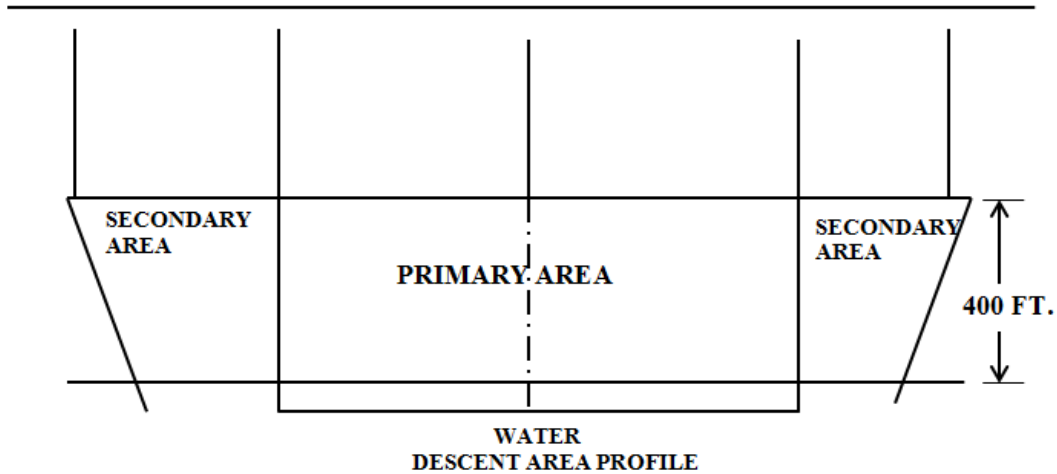 SECONDARY
AREA
PRIMARY AREA
SECONDARY
AREA
400 FT.
WATER
DESCENT AREA PROFILE